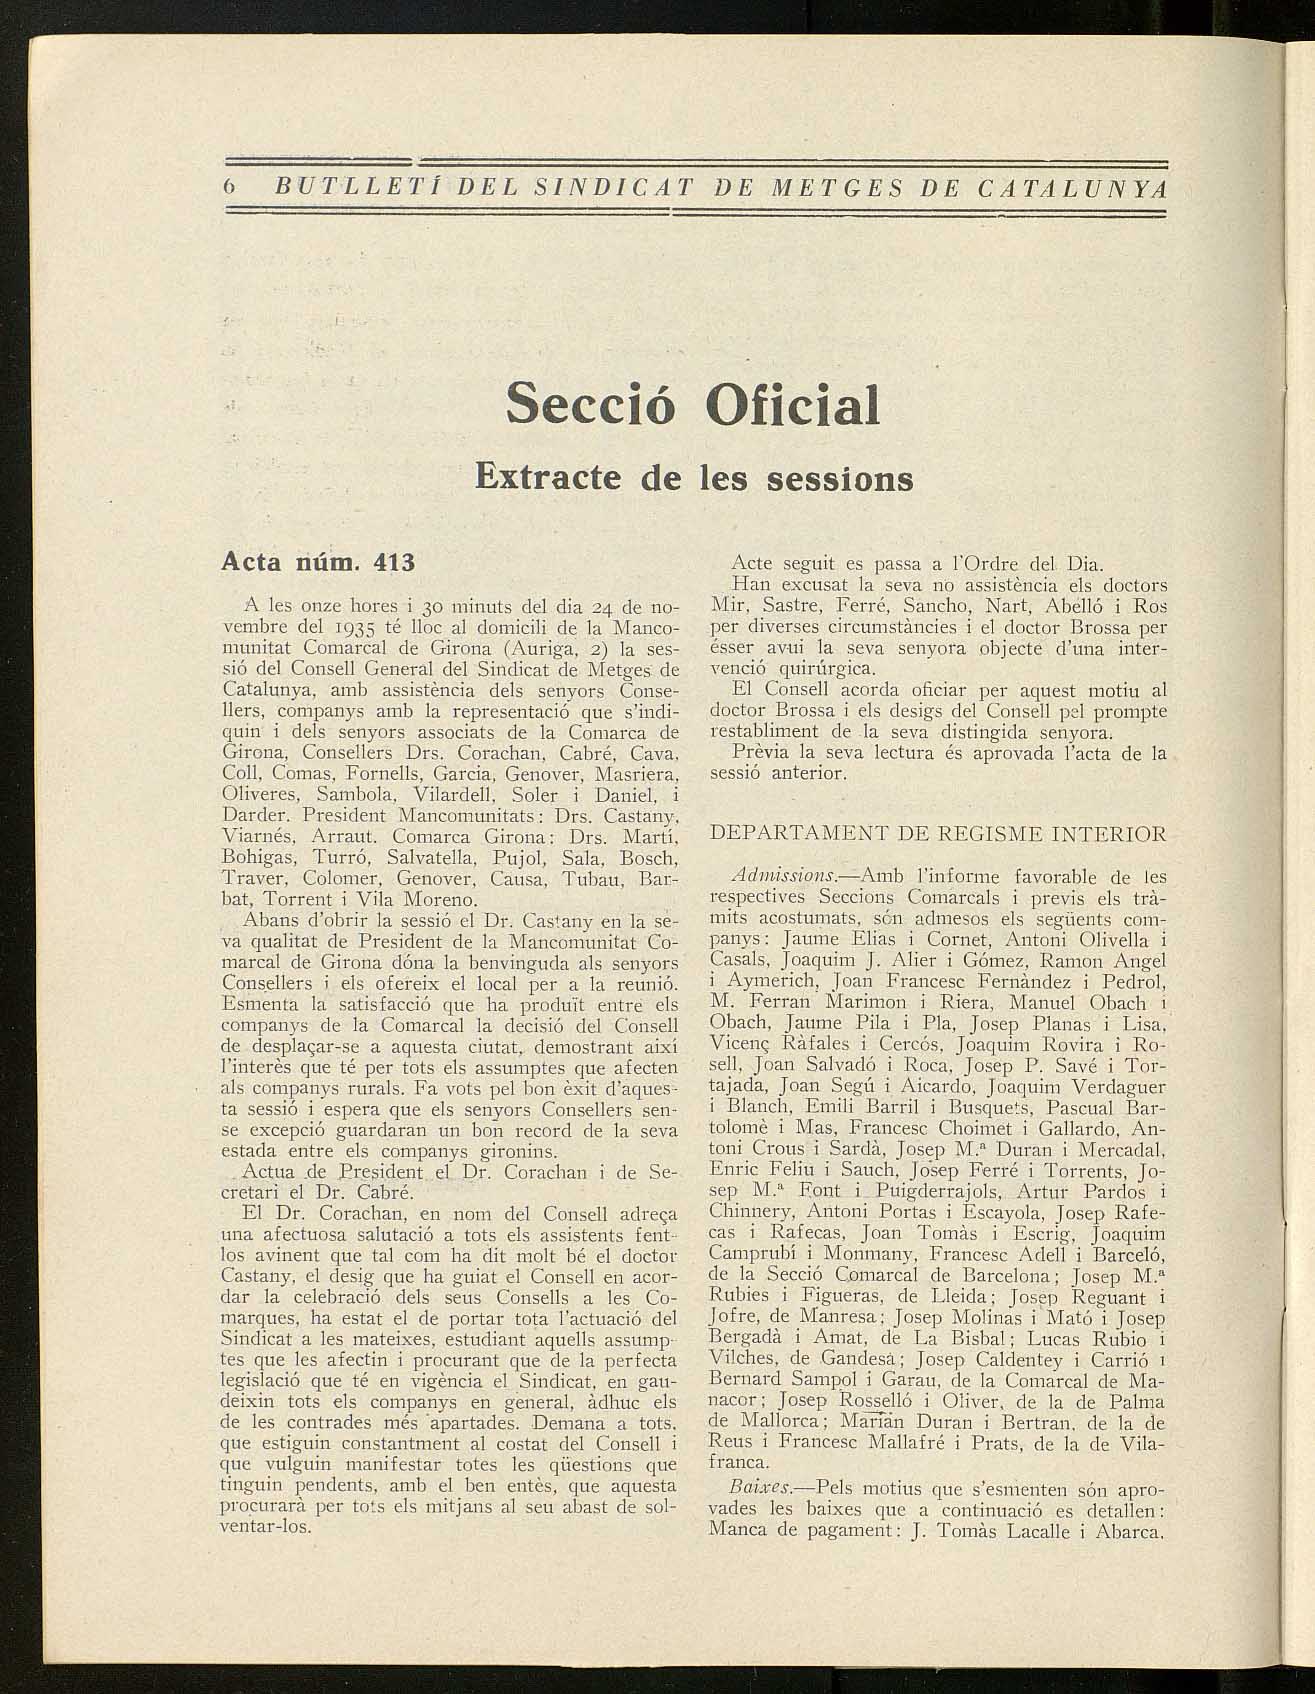 6 BUTLLETÍ DEL SINDICAT DE METGES DE CATALUNYA
Secció Oficial
Extracte de les sessions
Acta núm. 413
A les onze hores i 30 minuts del dia 24 de no-
vembre del 1935 té lloc al domicili de la Manco-
munitat Comarcal de Girona (Auriga, 2) la ses-
sió del Consell General del Sindicat de Metges de
Catalunya, amb assistència dels senyors Conse-
llers, companys amb la representació que s'indi-
quin i dels senyors associats de la Comarca de
Girona, Consellers Drs. Corachan, Cabré, Cava,
Coll, Comas, Fornells, Garcia, Genover, Masriera,
Oliveres, Sambola, Vilardell, Soler i Daniel, i
Darder. President Mancomunitats: Drs. Castany,
Viarnés, Arraut. Comarca Girona: Drs. Martí,
Bohigas, Turró, Salvatella, Pujol, Sala, Bosch,
Traver, Colomer, Genover, Causa, Tubau, Bar-
bat, Torrent i Vila Moreno.
Abans d'obrir la sessió el Dr. Castany en la se-
va qualitat de President de la Mancomunitat Co-
marcal de Girona dóna la benvinguda als senyors
Consellers i els ofereix el local per a la reunió.
Esmenta la satisfacció que ha produït entre els
companys de la Comarcal la decisió del Consell
de desplaçar-se a aquesta ciutat, demostrant així
l'interès que té per tots els assumptes que afecten
als companys rurals. Fa vots pel bon èxit d'aques-
ta sessió i espera que els senyors Consellers sen-
se excepció guardaran un bon record de la seva
estada entre els companys gironins.
Actua de President el Dr. Corachan i de Se-
cretari el Dr. Cabré.
El Dr. Corachan, en nom del Consell adreça
una afectuosa salutació a tots els assistents fent-
los avinent que tal com ha dit molt bé el doctor
Castany, el desig que ha guiat el Consell en acor-
dar la celebració dels seus Consells a les Co-
marques, ha estat el de portar tota l'actuació del
Sindicat a les mateixes, estudiant aquells assump-
tes que les afectin i procurant que de la perfecta
legislació que té en vigència el Sindicat, en gau-
deixin tots els companys en general, àdhuc els
de les contrades més apartades. Demana a tots,
que estiguin constantment al costat del Consell i
que vulguin manifestar totes les qüestions que
tinguin pendents, amb el ben entès, que aquesta
procurarà per tots els mitjans al seu abast de sol-
ventar-los.
Acte seguit es passa a l'Ordre del Dia.
Han excusat la seva no assistència els doctors
Mir, Sastre, Ferré, Sancho, Nart, Abelló i Ros
per diverses circumstàncies i el doctor Brossa per
ésser avui la seva senyora objecte d'una inter-
venció quirúrgica.
El Consell acorda oficiar per aquest motiu al
doctor Brossa i els desigs del Consell pel prompte
restabliment de la seva distingida senyora.
Prèvia la seva lectura és aprovada l'acta de la
sessió anterior.
DEPARTAMENT DE REGISME INTERIOR
Admissions.—Amb l'informe favorable de les
respectives Seccions Comarcals i previs els trà-
mits acostumats, són admesos els següents com-
panys: Jaume Elias i Cornet, Antoni Olivella i
Casals, Joaquim J. Alier i Gómez, Ramon Angel
i Aymerich, Joan Francesc Fernàndez i Pedrol,
M. Ferran Marimon i Riera, Manuel Obach i
Obach, Jaume Pila i Pla, Josep Planas i Lisa,
Vicenç Ràfales i Cercós, Joaquim Rovira i Ro-
sell, Joan Salvadó i Roca, Josep P. Savé i Tor-
tajada, Joan Segú i Aicardo, Joaquim Verdaguer
i Blanch, Emili Barril i Busquets, Pascual Bar-
tolomè i Mas, Francesc Choimet i Gallardo, An-
toni Crous i Sardà, Josep M.ª Duran i Mercadal,
Enric Feliu i Sauch, Josep Ferré i Torrents, Jo-
sep M.ª Font i Puigderrajols, Artur Pardos i
Chinnery, Antoni Portas i Escayola, Josep Rafe-
cas i Rafecas, Joan Tomàs i Escrig, Joaquim
Camprubí i Monmany, Francesc Adell i Barceló,
de la Secció Comarcal de Barcelona; Josep M.ª
Rubies i Figueras, de Lleida; Josep Reguant i
Jofre, de Manresa; Josep Molinas i Mató i Josep
Bergadà i Amat, de La Bisbal; Lucas Rubio i
Vilches, de Gandesa; Josep Caldentey i Carrió i
Bernard Sampol i Garau, de la Comarcal de Ma-
nacor; Josep Rosselló i Oliver, de la de Palma
de Mallorca; Marïan Duran i Bertran, de la de
Reus i Francesc Mallafré i Prats, de la de Vila-
franca.
Baixes.—Pels motius que s'esmenten són apro-
vades les baixes que a continuació es detallen:
Manca de pagament: J. Tomàs Lacalle i Abarca,